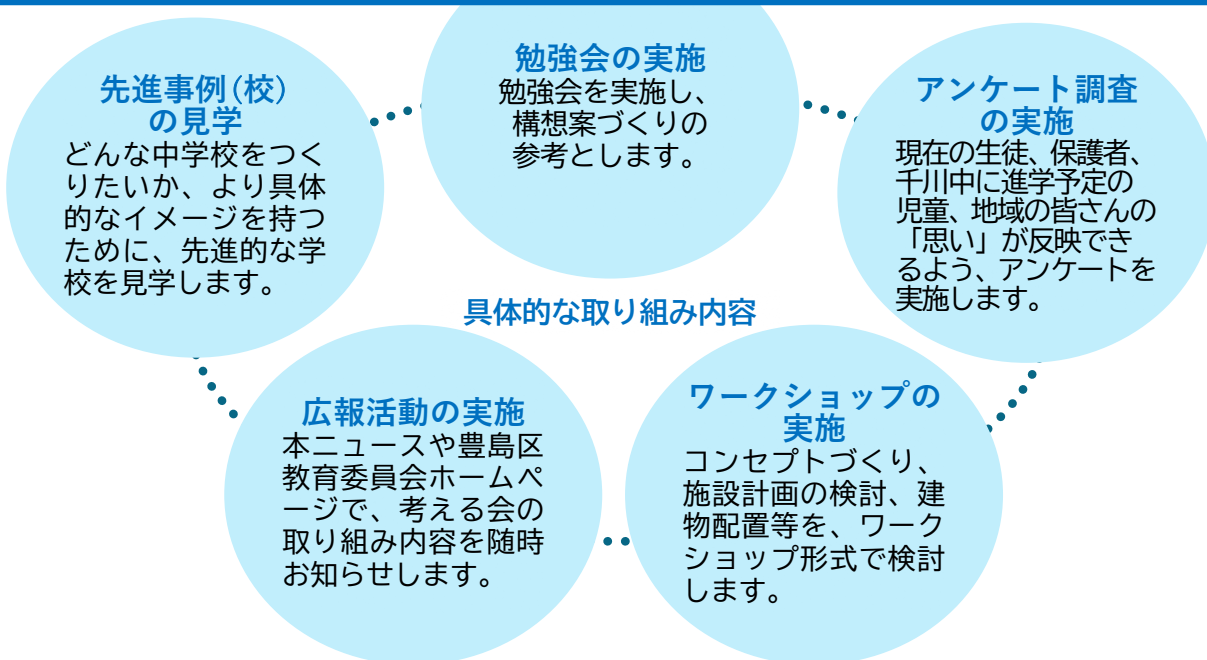 先進事例(校)
の見学
どんな中学校をつく
りたいか、より具体
的なイメージを持つ
ために、先進的な学
校を見学します。
勉強会の実施
勉強会を実施し、
構想案づくりの
参考とします。
アンケート調査
の実施
現在の生徒、保護者、
千川中に進学予定の
児童、地域の皆さんの
「思い」が反映でき
るよう、アンケートを
実施します。
具体的な取り組み内容
広報活動の実施
本ニュースや豊島区
教育委員会ホームペ
ージで、考える会の
取り組み内容を随時
お知らせします。
ワークショップの
実施
コンセプトづくり、
施設計画の検討、建
物配置等を、ワーク
ショップ形式で検討
します。